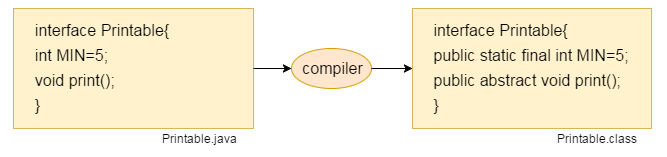 interface Printable{
int MIN=5;
void print();
}
Printable.java
compiler
interface Printable{
public static final int MIN=5;
public abstract void print();
}
Printable.class